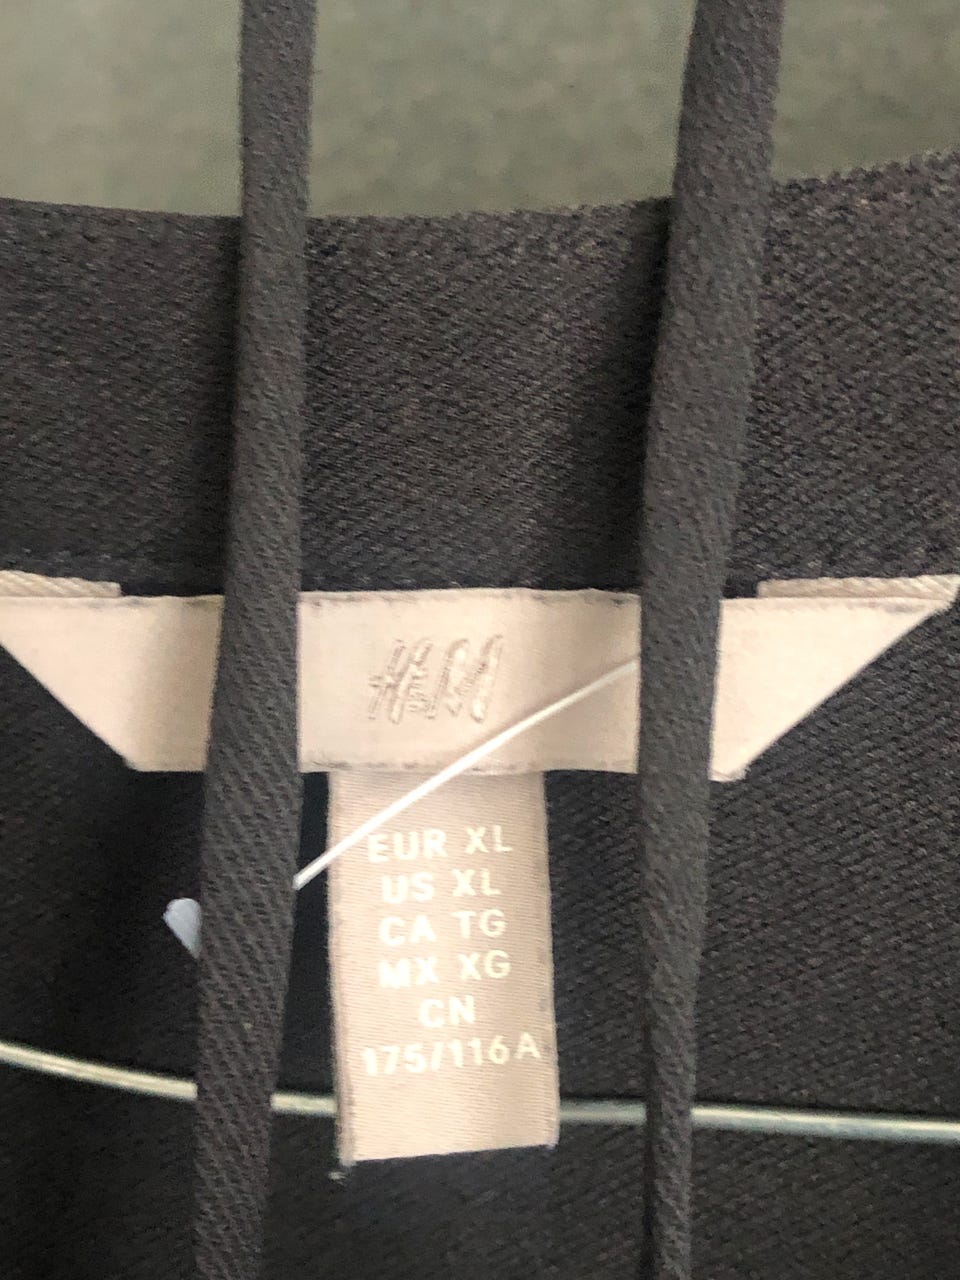 H&M
EUR XL
US XL
CA TG
MX XG
CN
175/116A